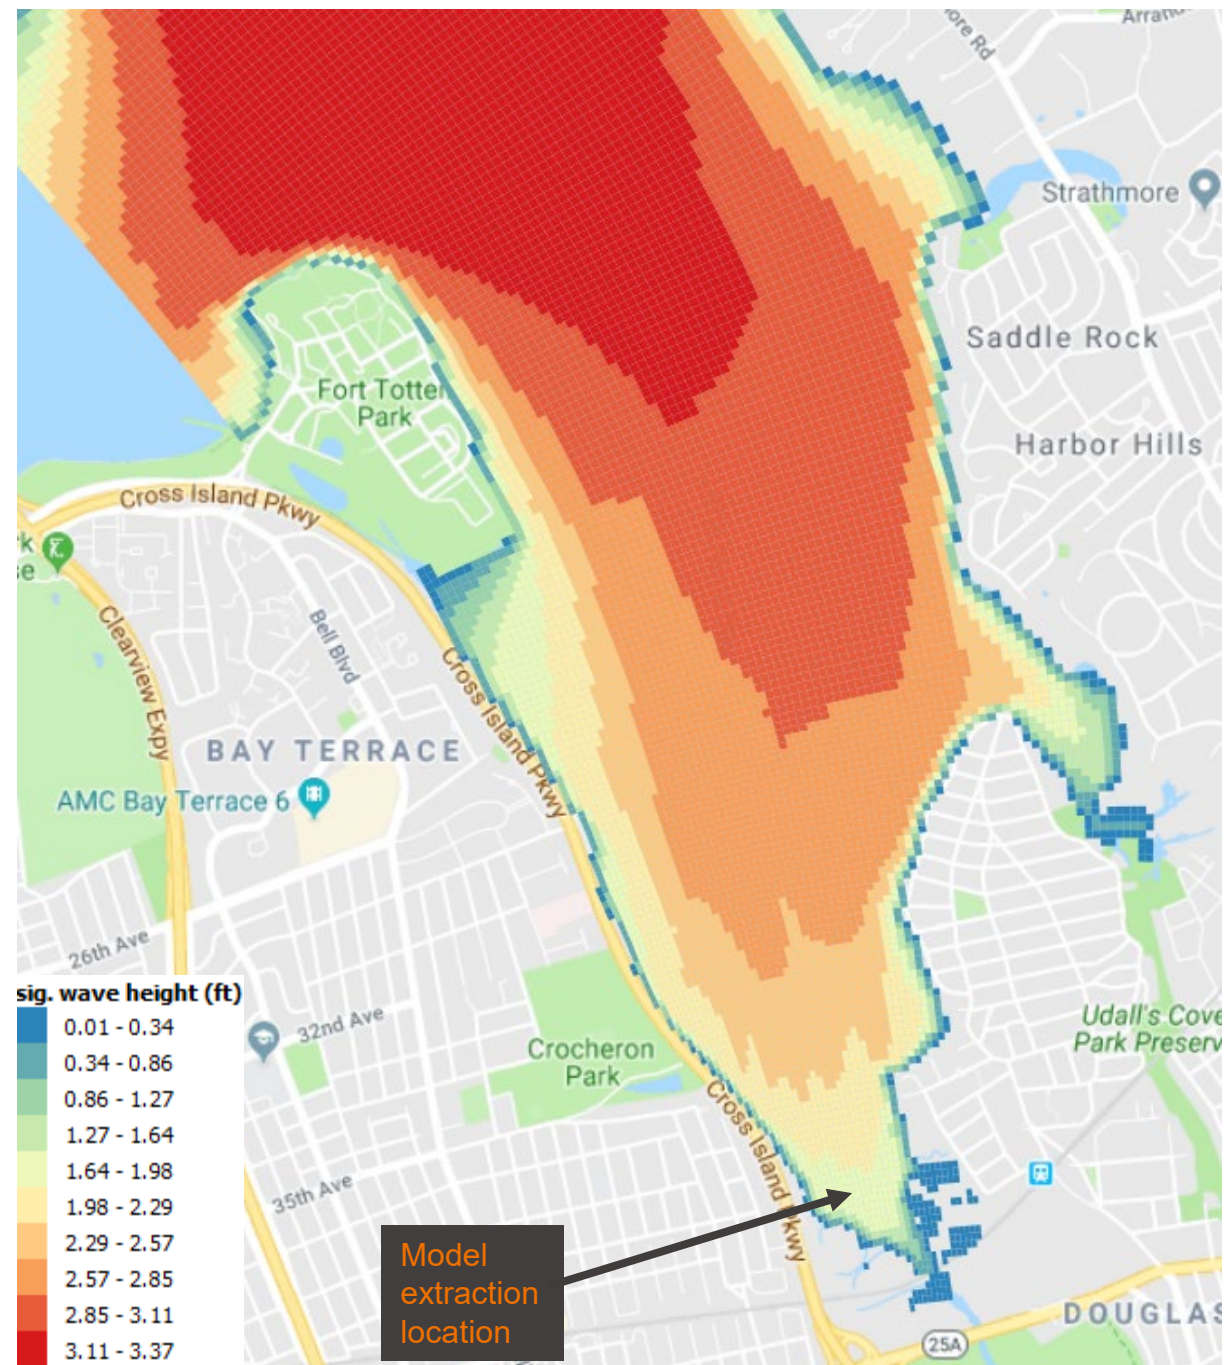 Arran
ore Rd
Strathmore
Saddle Rock
Fort Totte
Park
Harbor Hills
Cross Island Pkwy
k
se
Clearview Expy
Bell Blvd
Cross Island Pkwy
BAY TERRACE
AMC Bay Terrace 6
26th Ave
sig. wave height (ft)
0.01 - 0.34
0.34 - 0.86
0.86 - 1.27
1.27 - 1.64
1.64 - 1.98
1.98 - 2.29
2.29 - 2.57
2.57 - 2.85
2.85 - 3.11
3.11 - 3.37
32nd Ave
Crocheron
Park
Udall's Cove
Park Preserv
Cross Island Pkwy
35th Ave
Model
extraction
location
DOUGLAS
25A